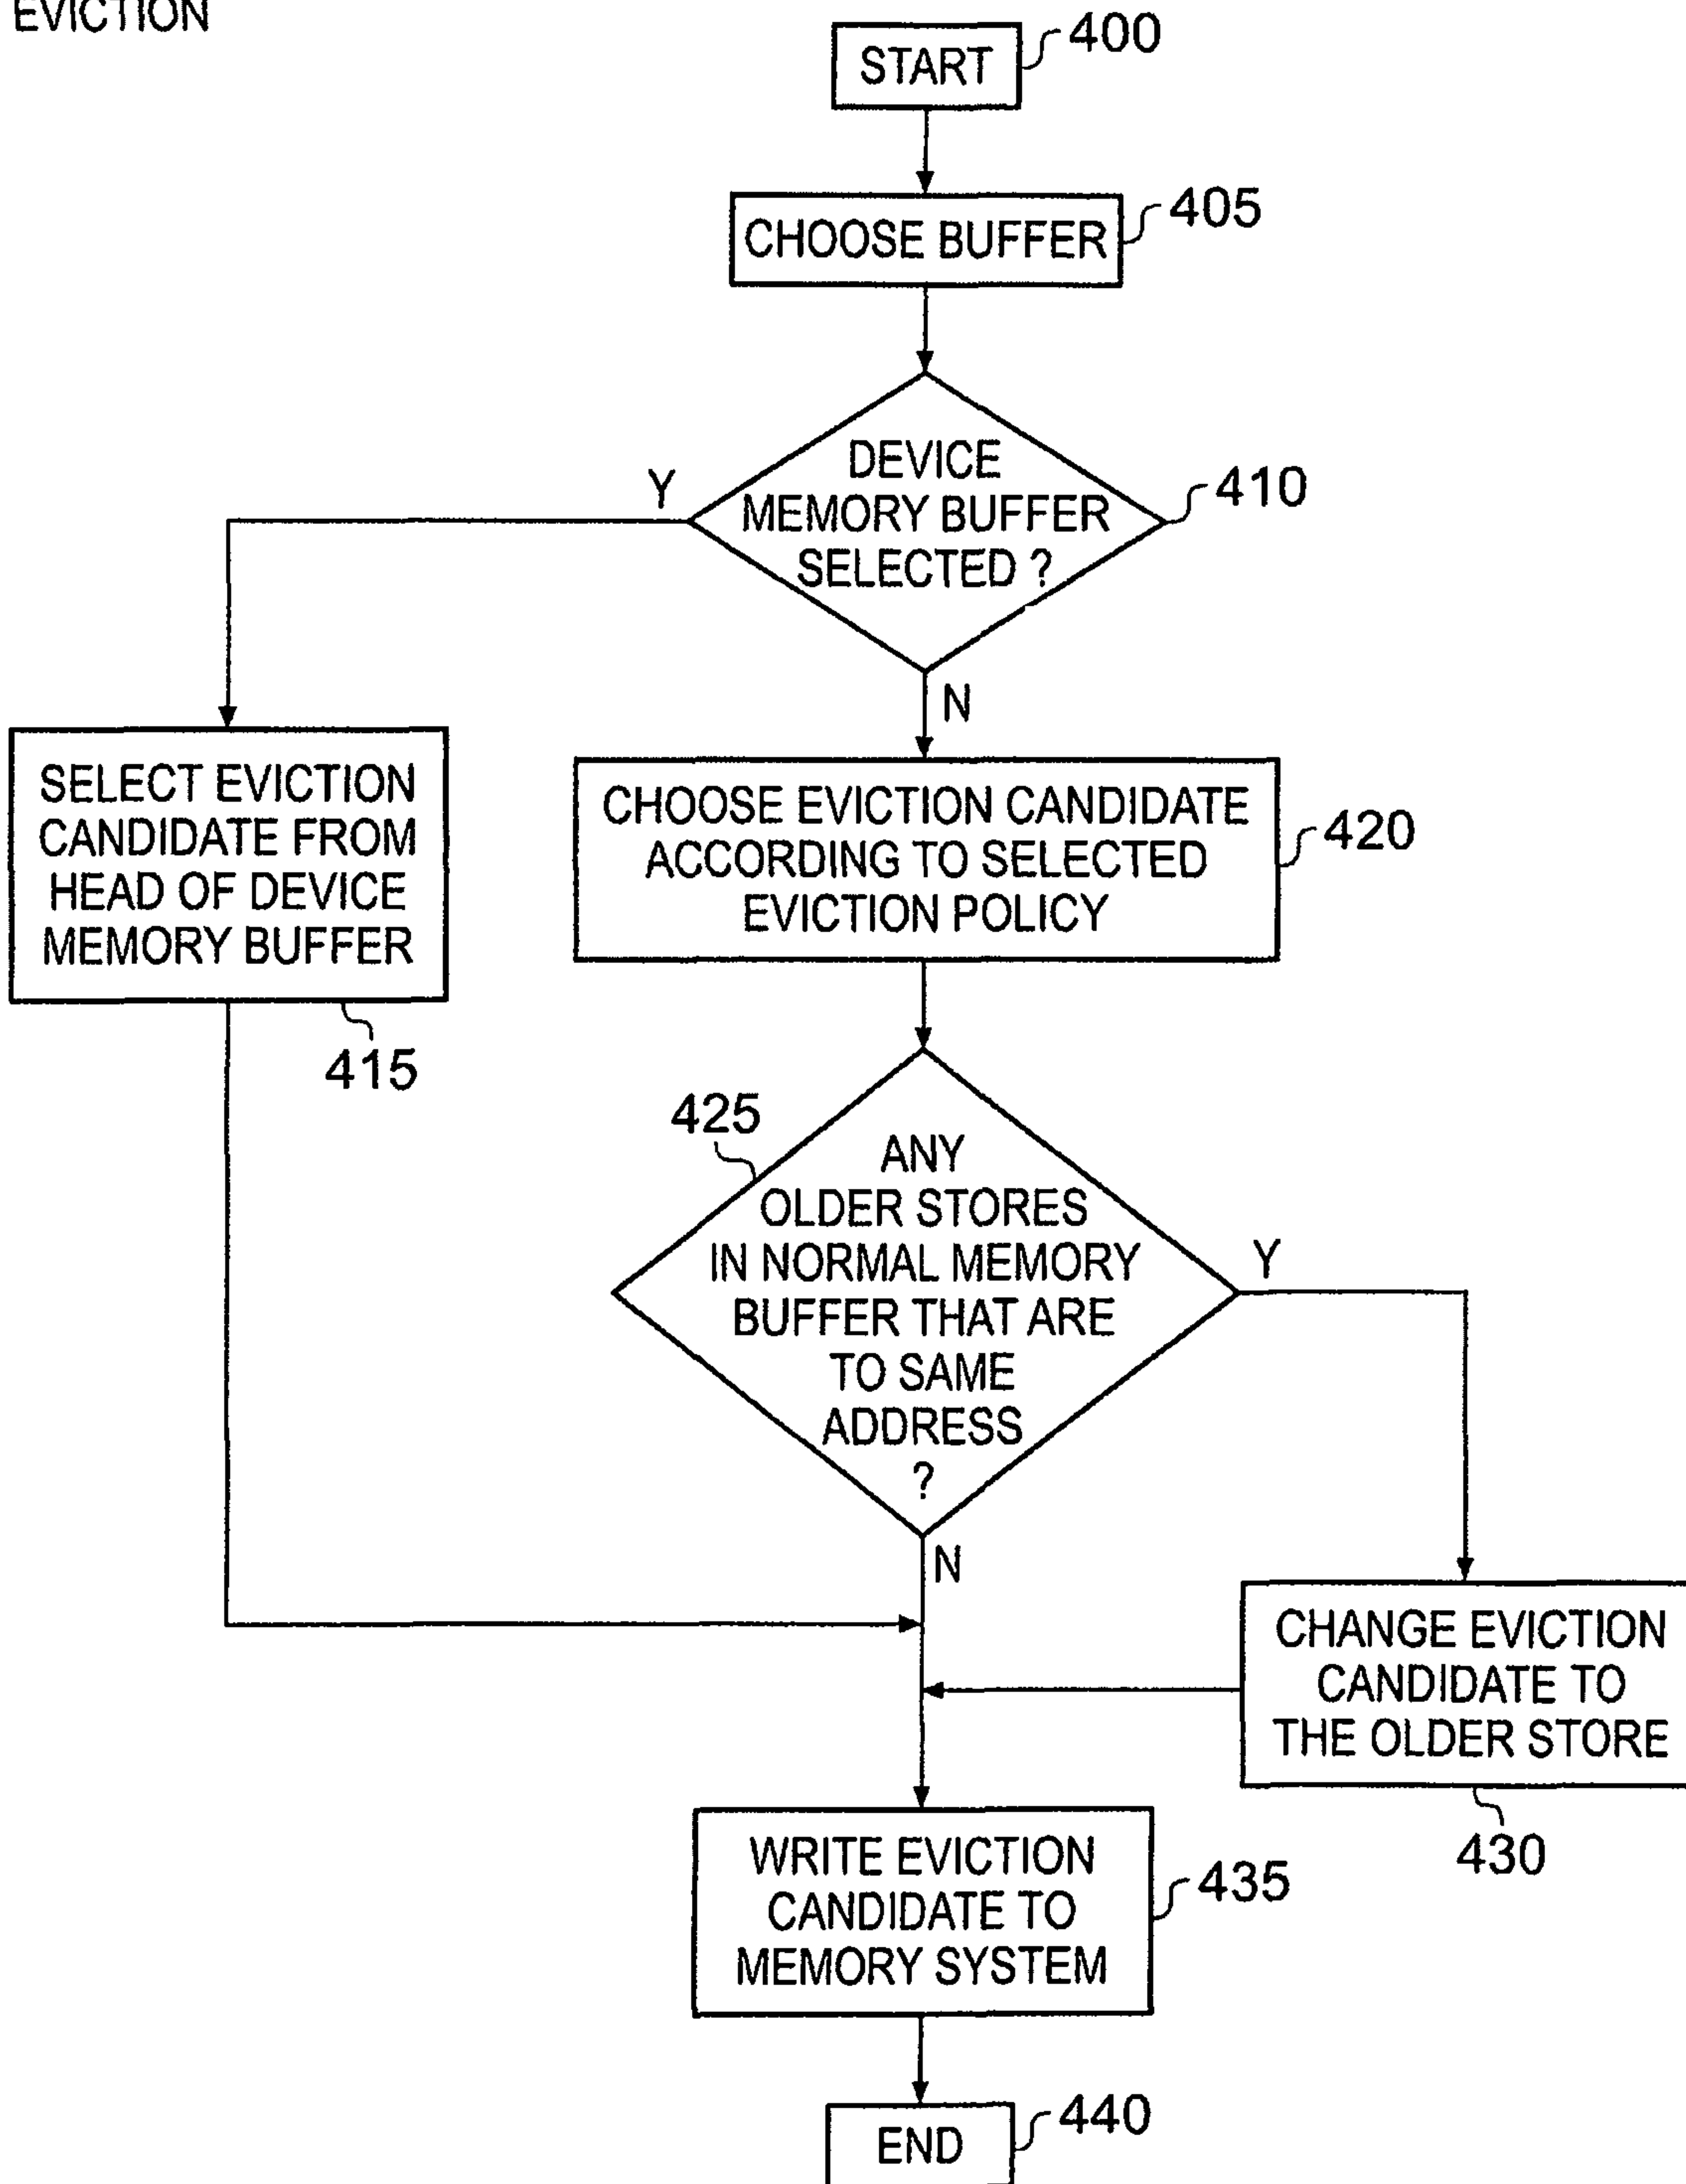 EVICTION
START
400
CHOOSE BUFFER
405
DEVICE
MEMORY BUFFER
SELECTED ?
410
Y
N
SELECT EVICTION
CANDIDATE FROM
HEAD OF DEVICE
MEMORY BUFFER
415
CHOOSE EVICTION CANDIDATE
ACCORDING TO SELECTED
EVICTION POLICY
420
425
ANY
OLDER STORES
IN NORMAL MEMORY
BUFFER THAT ARE
TO SAME
ADDRESS
?
Y
N
CHANGE EVICTION
CANDIDATE TO
THE OLDER STORE
430
WRITE EVICTION
CANDIDATE TO
MEMORY SYSTEM
435
END
440